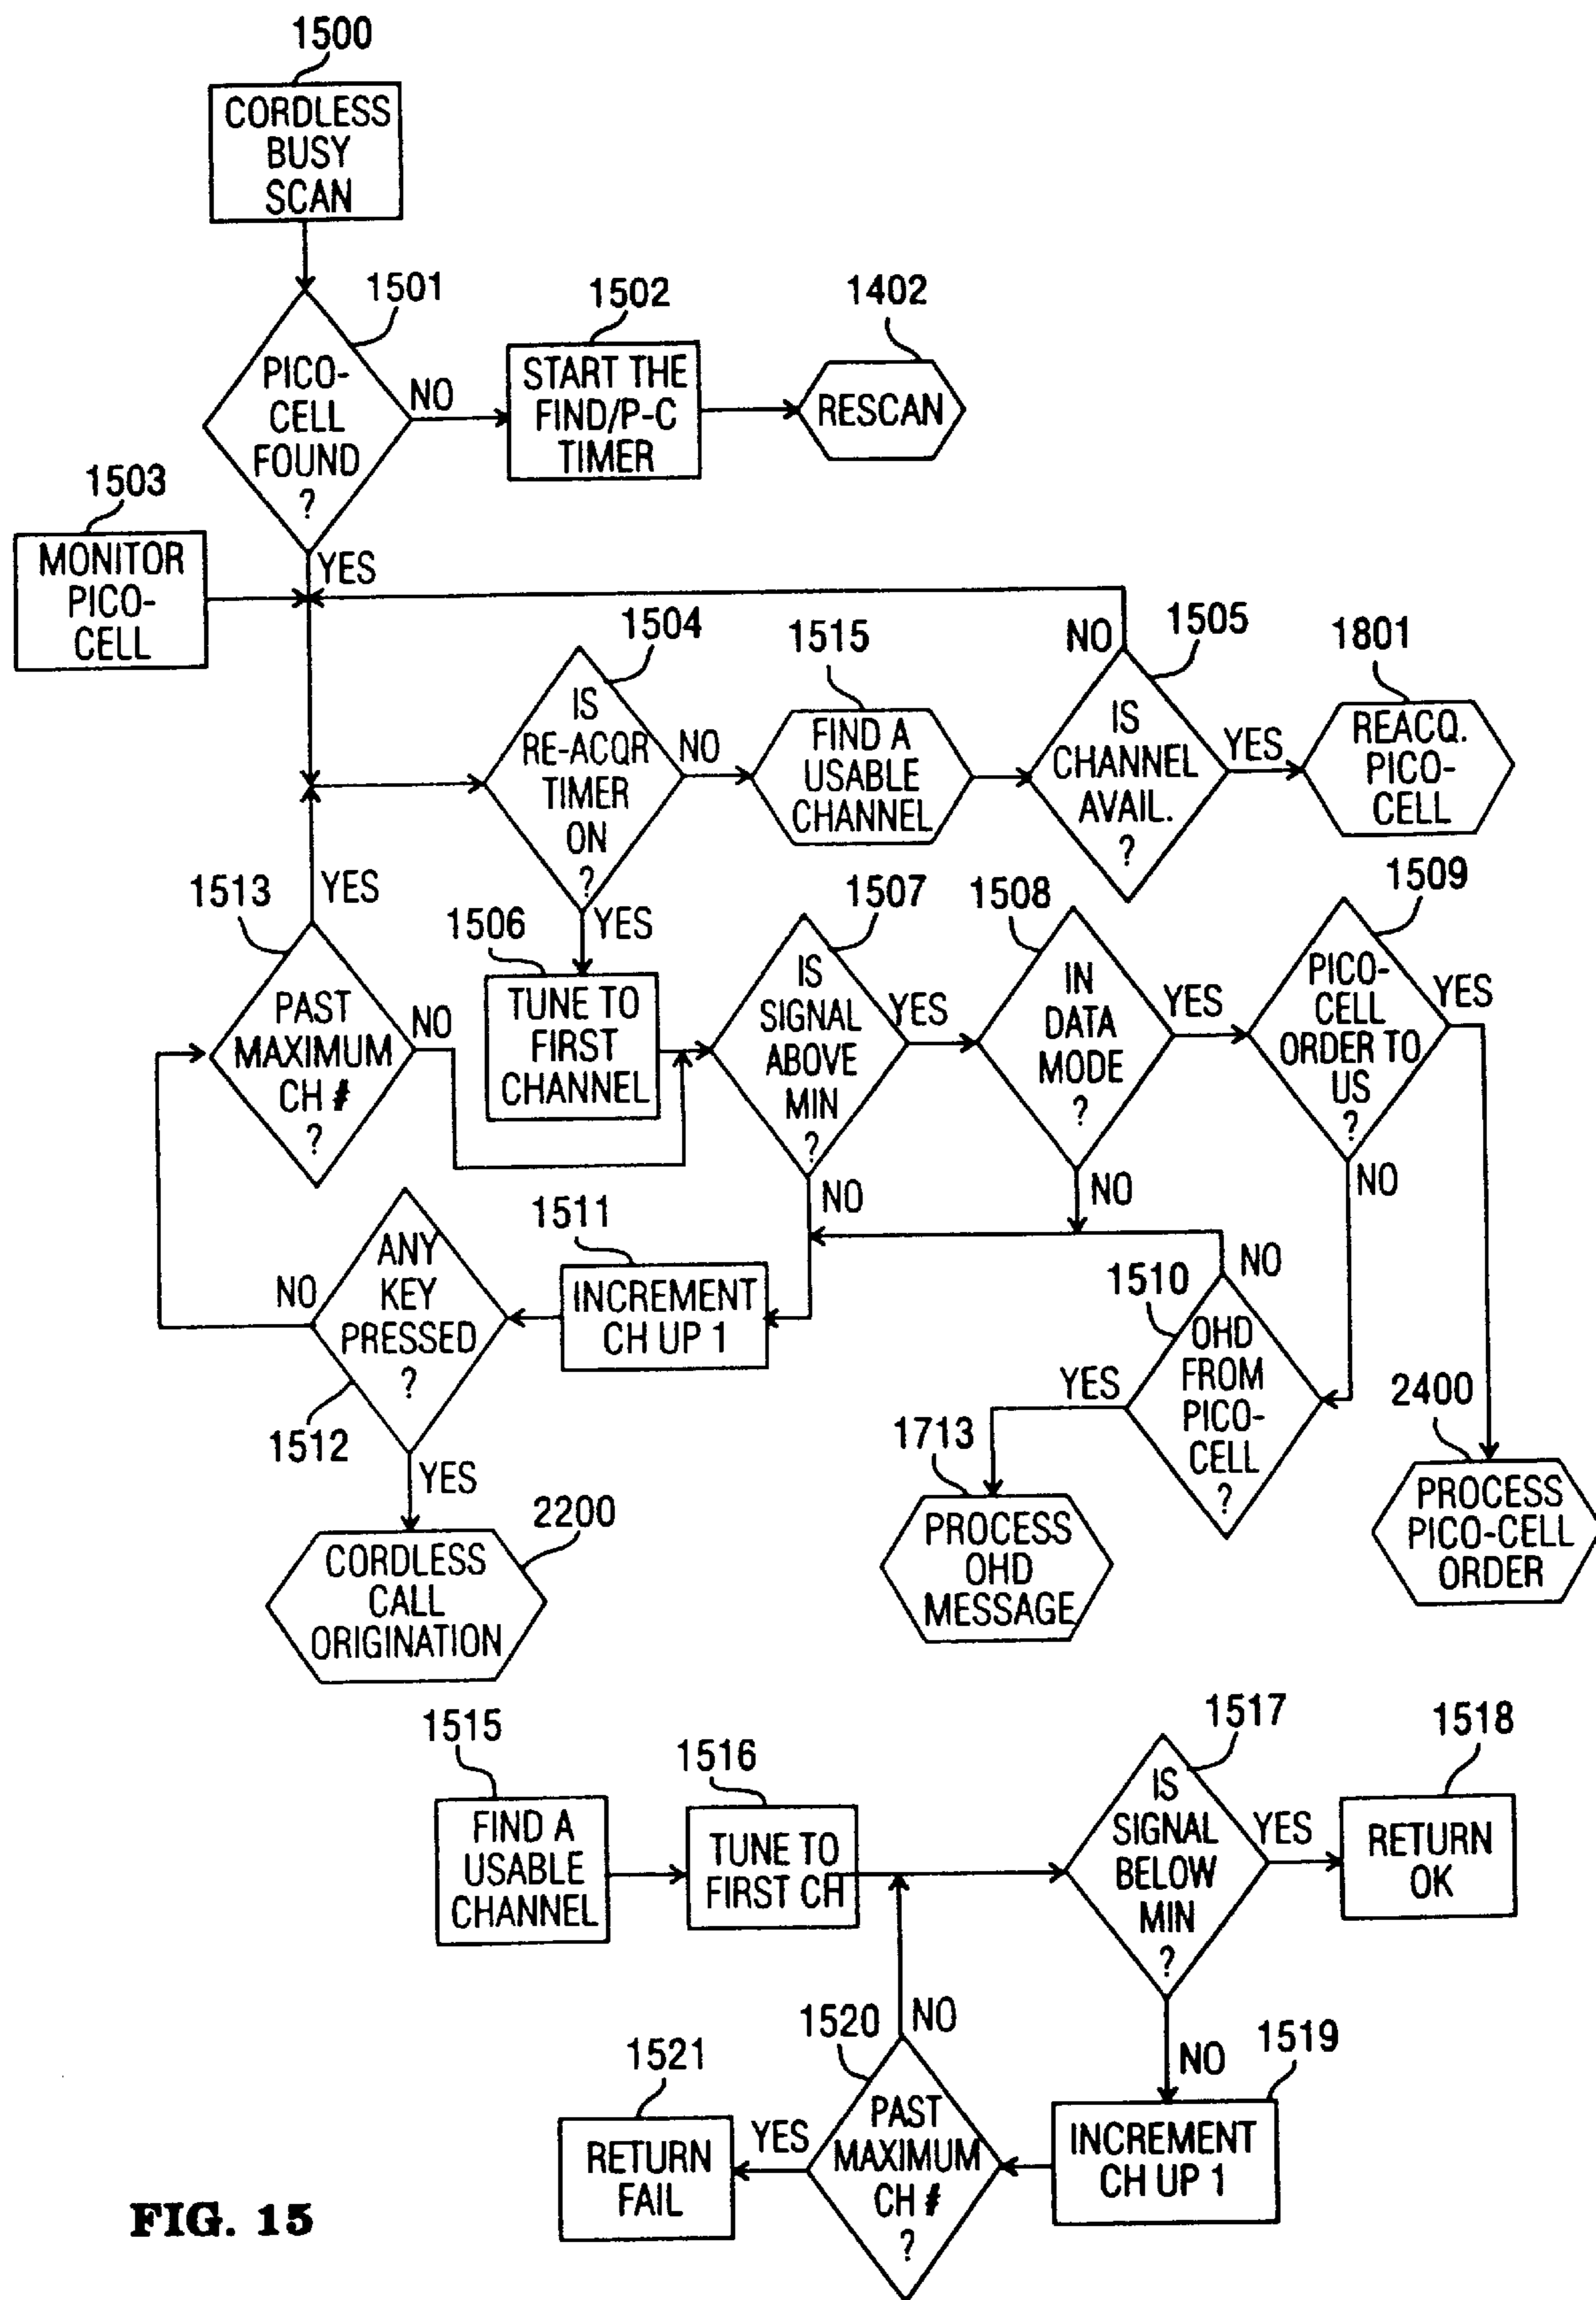 1500
CORDLESS
BUSY
SCAN
1501
PICO-
CELL
FOUND
?
NO
YES
1502
START THE
FIND/P-C
TIMER
1402
RESCAN
1503
MONITOR
PICO-
CELL
1504
IS
RE-ACQR
TIMER
ON
?
NO
YES
1515
FIND A
USABLE
CHANNEL
NO
1505
IS
CHANNEL
AVAIL.
?
YES
1801
REACQ.
PICO-
CELL
YES
1513
PAST
MAXIMUM
CH #
?
NO
1506
TUNE TO
FIRST
CHANNEL
1507
IS
SIGNAL
ABOVE
MIN
?
YES
NO
1508
IN
DATA
MODE
?
YES
NO
1509
PICO-
CELL
ORDER TO
US
?
YES
NO
1511
INCREMENT
CH UP 1
ANY
KEY
PRESSED
?
NO
1512
YES
2200
CORDLESS
CALL
ORIGINATION
1510
NO
OHD
FROM
PICO-
CELL
?
YES
1713
PROCESS
OHD
MESSAGE
2400
PROCESS
PICO-CELL
ORDER
1515
FIND A
USABLE
CHANNEL
1516
TUNE TO
FIRST CH
1517
IS
SIGNAL
BELOW
MIN
?
YES
NO
1518
RETURN
OK
1519
INCREMENT
CH UP 1
1520
NO
PAST
MAXIMUM
CH #
?
YES
1521
RETURN
FAIL
FIG. 15